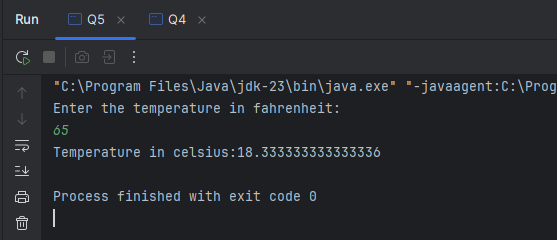 Run Q5 Q4
"C:\Program Files\Java\jdk-23\bin\java.exe" "-javaagent:C:\Prog
Enter the temperature in fahrenheit:
65
Temperature in celsius:18.333333333333336
Process finished with exit code 0